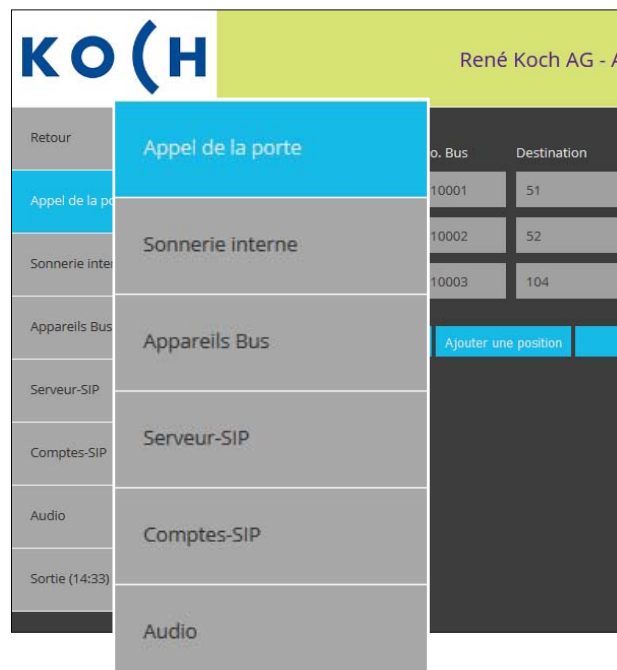 KOCH
René Koch AG - A
Retour
Appel de la po
Sonnerie inter
Appareils Bus
Serveur-SIP
Comptes-SIP
Audio
Sortie (14:33)
Appel de la porte
Sonnerie interne
Appareils Bus
Serveur-SIP
Comptes-SIP
Audio
o. Bus Destination
10001 51
10002 52
10003 104
Ajouter une position